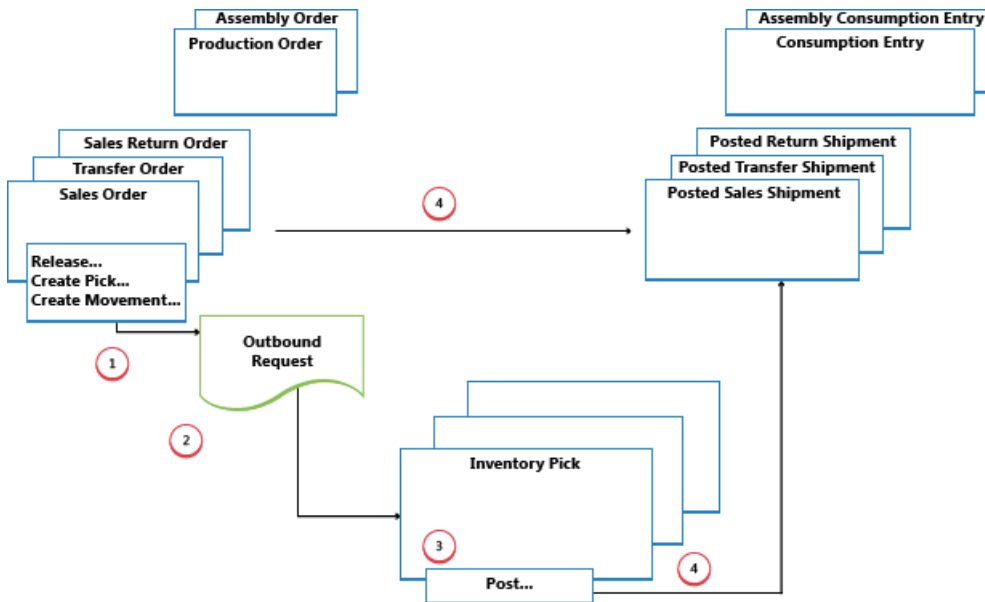 Assembly Order
Production Order
Assembly Consumption Entry
Consumption Entry
Sales Return Order
Transfer Order
Sales Order
Release...
Create Pick...
Create Movement...
4
Posted Return Shipment
Posted Transfer Shipment
Posted Sales Shipment
1
Outbound
Request
2
Inventory Pick
3
Post...
4